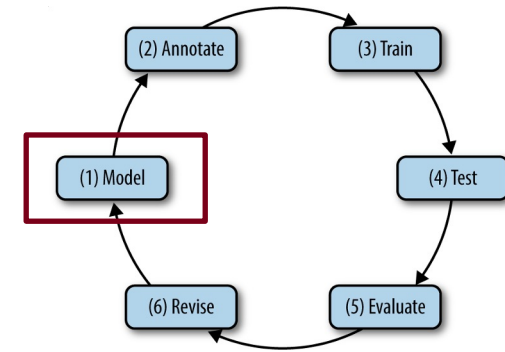 (2) Annotate
(3) Train
(1) Model
(4) Test
(6) Revise
(5) Evaluate